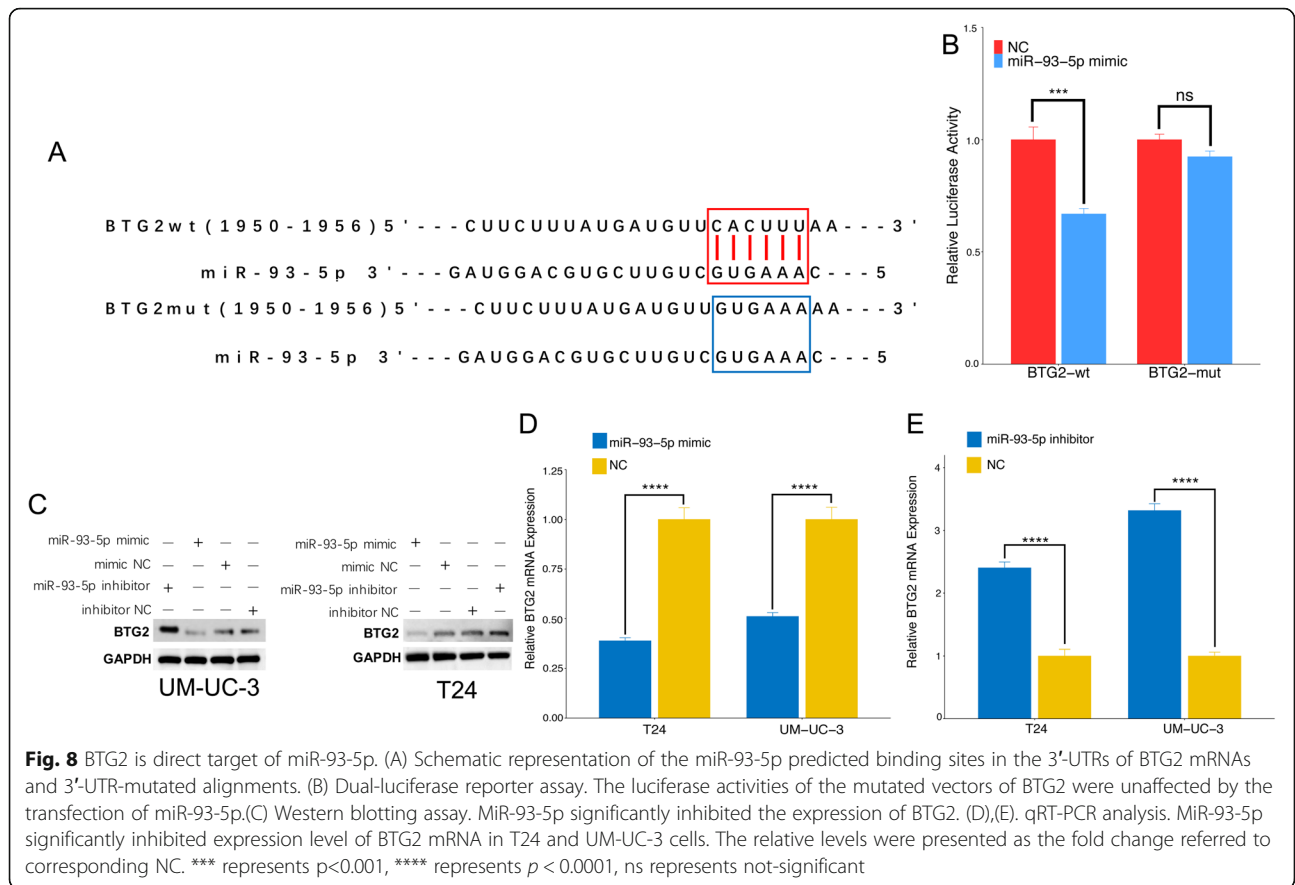 A
BTG2wt(1950-1956)5'---CUUCUUUAUGAUGUUCACUUUAA---3'
miR-93-5p 3'---GAUGGACGUGCUUGUCGUGAAAC---5
BTG2mut(1950-1956)5'---CUUCUUUAUGAUGUUGUGAAAAA---3'
miR-93-5p 3'---GAUGGACGUGCUUGUCGUGAAAC---5
B
NC
miR−93−5p mimic
Relative Luciferase Activity
1.5
1.0
0.5
0.0
***
ns
BTG2−wt
BTG2−mut
C
miR-93-5p mimic — + — —
mimic NC — — + —
miR-93-5p inhibitor + — — —
inhibitor NC — — — +
BTG2
GAPDH
UM-UC-3
miR-93-5p mimic + — — —
mimic NC — + — —
miR-93-5p inhibitor — — — +
inhibitor NC — — + —
BTG2
GAPDH
T24
D
miR−93−5p mimic
NC
Relative BTG2 mRNA Expression
1.25
1.00
0.75
0.50
0.25
0.00
****
****
T24
UM−UC−3
E
miR-93-5p inhibitor
NC
Relative BTG2 mRNA Expression
4
3
2
1
0
****
****
T24
UM−UC−3
Fig. 8 BTG2 is direct target of miR-93-5p. (A) Schematic representation of the miR-93-5p predicted binding sites in the 3′-UTRs of BTG2 mRNAs
and 3′-UTR-mutated alignments. (B) Dual-luciferase reporter assay. The luciferase activities of the mutated vectors of BTG2 were unaffected by the
transfection of miR-93-5p.(C) Western blotting assay. MiR-93-5p significantly inhibited the expression of BTG2. (D),(E). qRT-PCR analysis. MiR-93-5p
significantly inhibited expression level of BTG2 mRNA in T24 and UM-UC-3 cells. The relative levels were presented as the fold change referred to
corresponding NC. *** represents p<0.001, **** represents p < 0.0001, ns represents not-significant